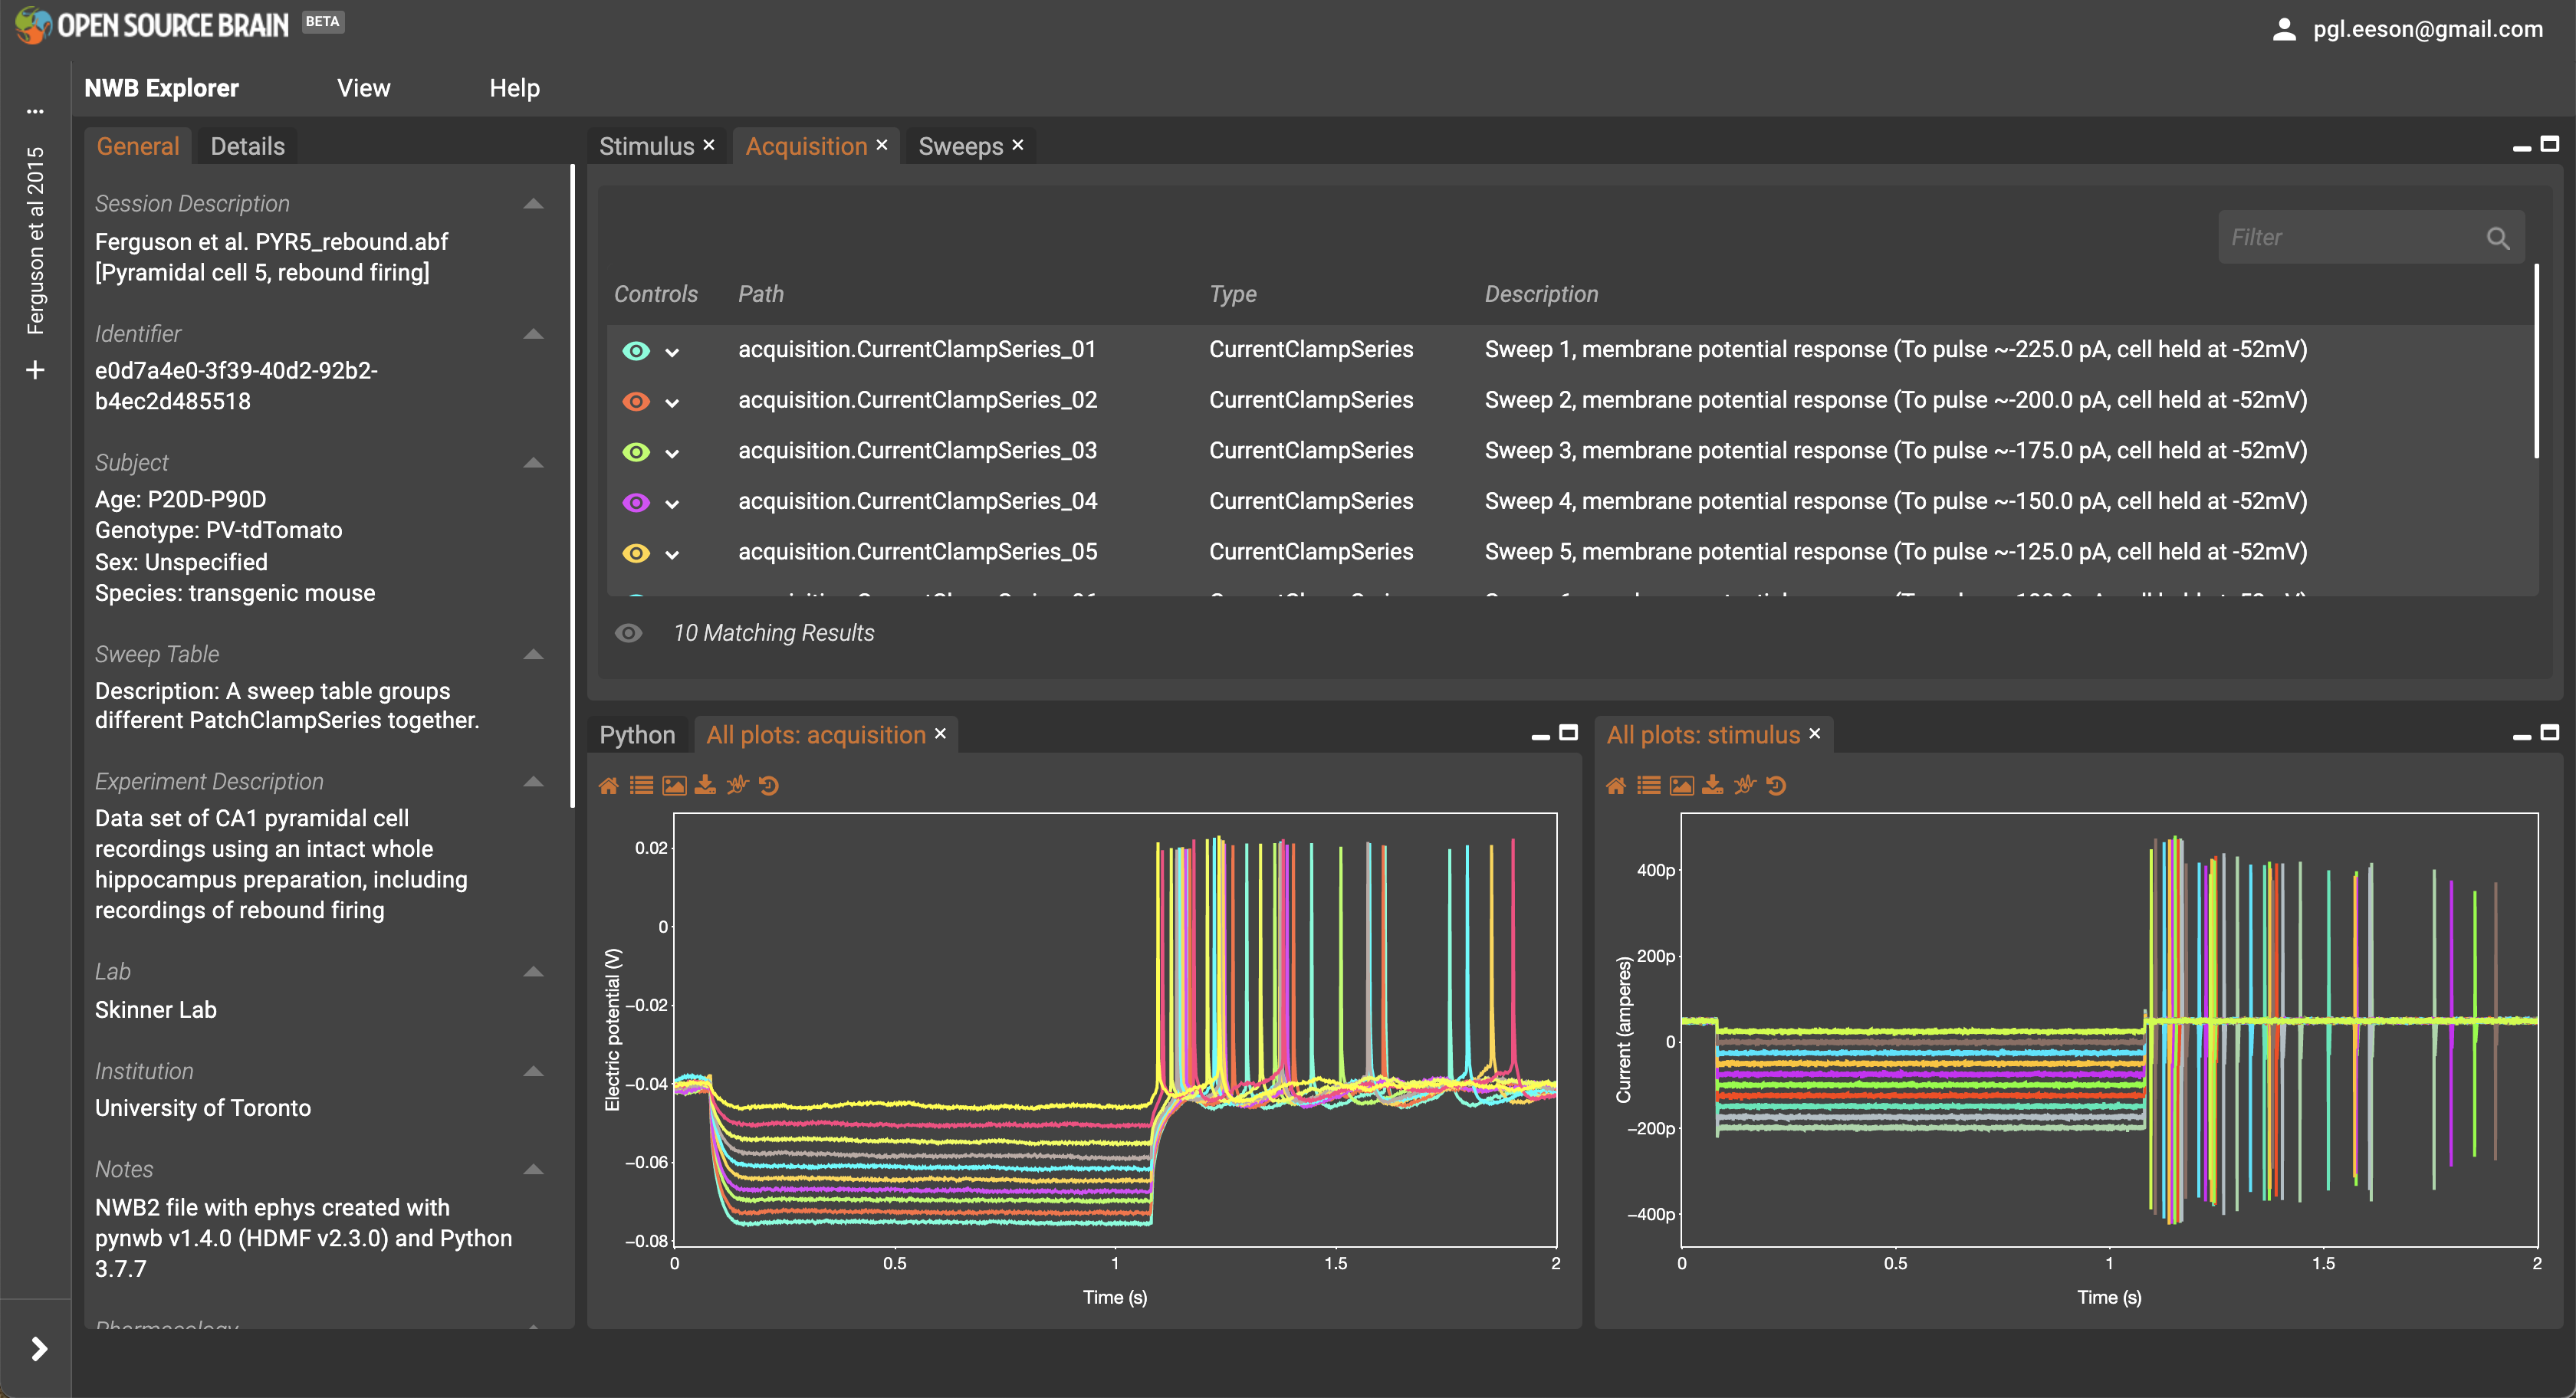 OPEN SOURCE BRAIN BETA
pgl.eeson@gmail.com
NWB Explorer View Help
...
Ferguson et al 2015
+
General Details
Session Description
Ferguson et al. PYR5_rebound.abf
[Pyramidal cell 5, rebound firing]
Identifier
e0d7a4e0-3f39-40d2-92b2-
b4ec2d485518
Subject
Age: P20D-P90D
Genotype: PV-tdTomato
Sex: Unspecified
Species: transgenic mouse
Sweep Table
Description: A sweep table groups
different PatchClampSeries together.
Experiment Description
Data set of CA1 pyramidal cell
recordings using an intact whole
hippocampus preparation, including
recordings of rebound firing
Lab
Skinner Lab
Institution
University of Toronto
Notes
NWB2 file with ephys created with
pynwb v1.4.0 (HDMF v2.3.0) and Python
3.7.7
Stimulus × Acquisition × Sweeps ×
Filter
Controls Path Type Description
acquisition.CurrentClampSeries_01 CurrentClampSeries Sweep 1, membrane potential response (To pulse ~-225.0 pA, cell held at -52mV)
acquisition.CurrentClampSeries_02 CurrentClampSeries Sweep 2, membrane potential response (To pulse ~-200.0 pA, cell held at -52mV)
acquisition.CurrentClampSeries_03 CurrentClampSeries Sweep 3, membrane potential response (To pulse ~-175.0 pA, cell held at -52mV)
acquisition.CurrentClampSeries_04 CurrentClampSeries Sweep 4, membrane potential response (To pulse ~-150.0 pA, cell held at -52mV)
acquisition.CurrentClampSeries_05 CurrentClampSeries Sweep 5, membrane potential response (To pulse ~-125.0 pA, cell held at -52mV)
10 Matching Results
Python All plots: acquisition ×
0.02
0
−0.02
−0.04
−0.06
−0.08
Electric potential (V)
0 0.5 1 1.5 2
Time (s)
All plots: stimulus ×
400p
200p
0
−200p
−400p
Current (amperes)
0 0.5 1 1.5 2
Time (s)